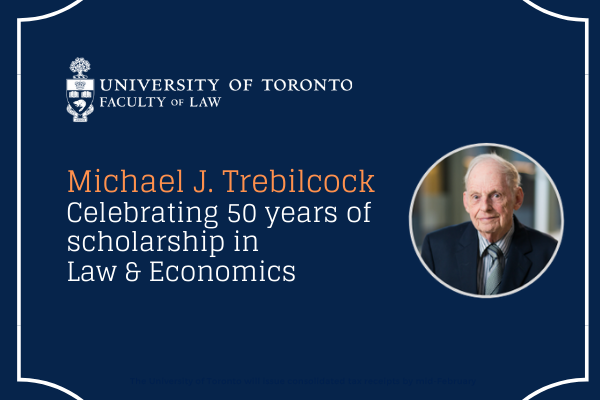 UNIVERSITY OF TORONTO
FACULTY OF LAW
Michael J. Trebilcock
Celebrating 50 years of
scholarship in
Law & Economics